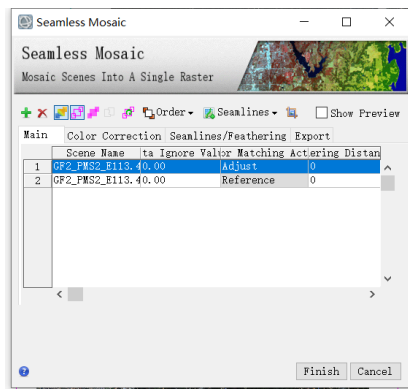 Seamless Mosaic
Seamless Mosaic
Mosaic Scenes Into A Single Raster
Order Seamlines Show Preview
Main Color Correction Seamlines/Feathering Export
Scene Name ta Ignore Valu or Matching Act ering Distan
1 GF2_PMS2_E113.4 0.00 Adjust 0
2 GF2_PMS2_E113.4 0.00 Reference 0
Finish Cancel